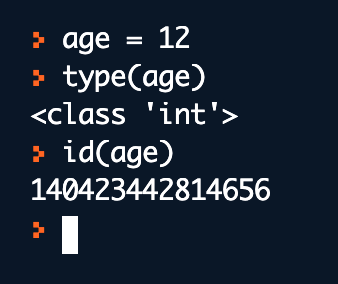 > age = 12
> type(age)
<class 'int'>
> id(age)
140423442814656
>